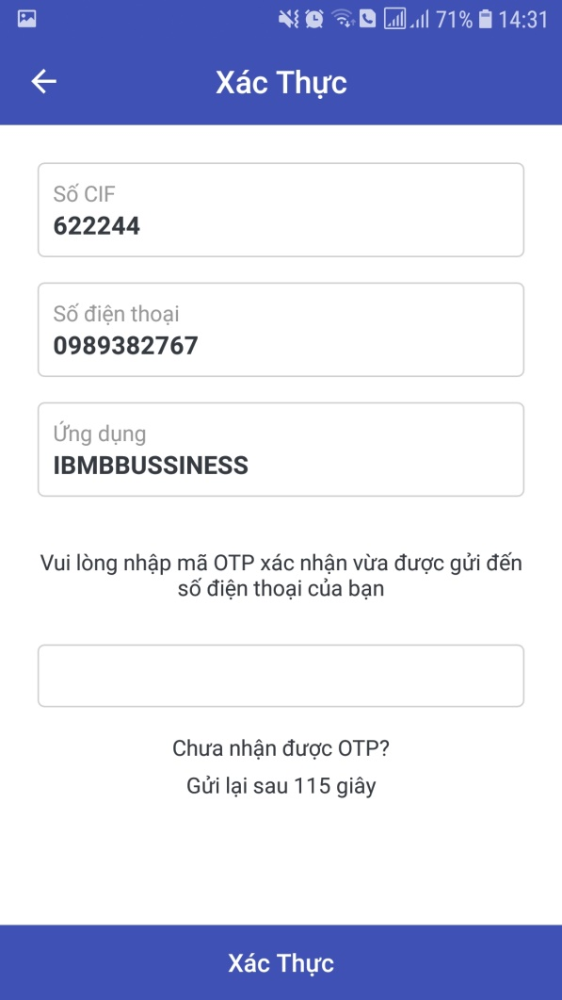 71% 14:31
Xác Thực
Số CIF
622244
Số điện thoại
0989382767
Ứng dụng
IBMBBUSSINESS
Vui lòng nhập mã OTP xác nhận vừa được gửi đến
số điện thoại của bạn
Chưa nhận được OTP?
Gửi lại sau 115 giây
Xác Thực